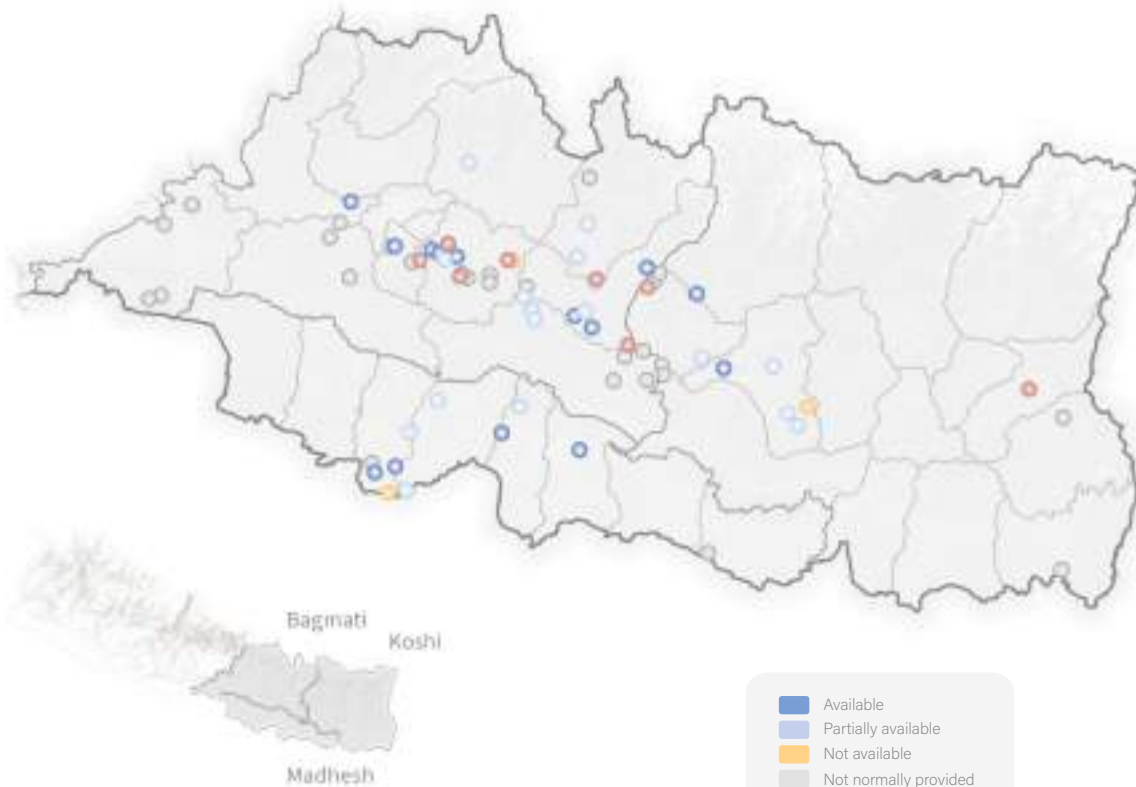 Bagmati
Koshi
Madhesh
Available
Partially available
Not available
Not normally provided